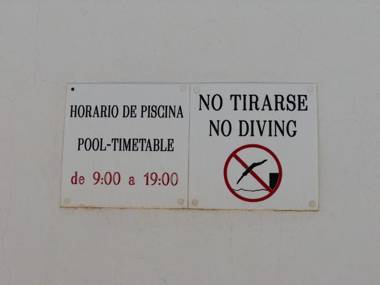 HORARIO DE PISCINA
POOL-TIMETABLE
de 9:00 a 19:00
NO TIRARSE
NO DIVING